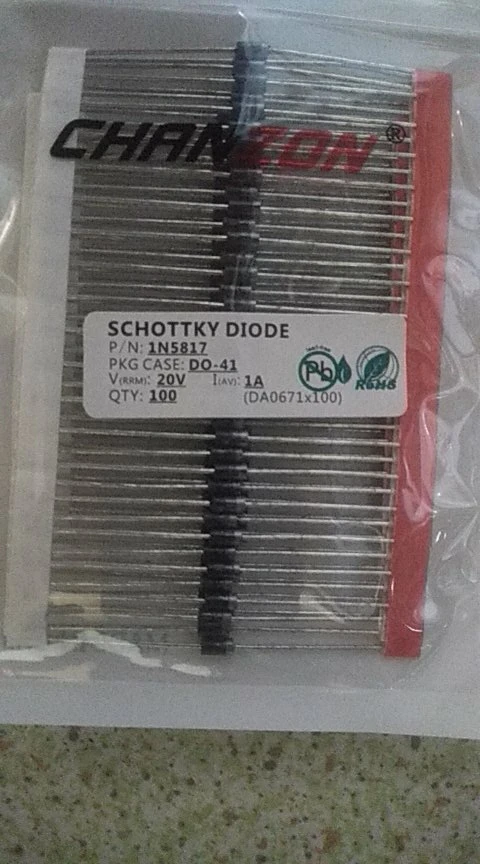 CHANZON®
SCHOTTKY DIODE
P/N: 1N5817
PKG CASE: DO-41
V(RRM): 20V I(AV): 1A
QTY: 100 (DA0671x100)
Pb
RoHS